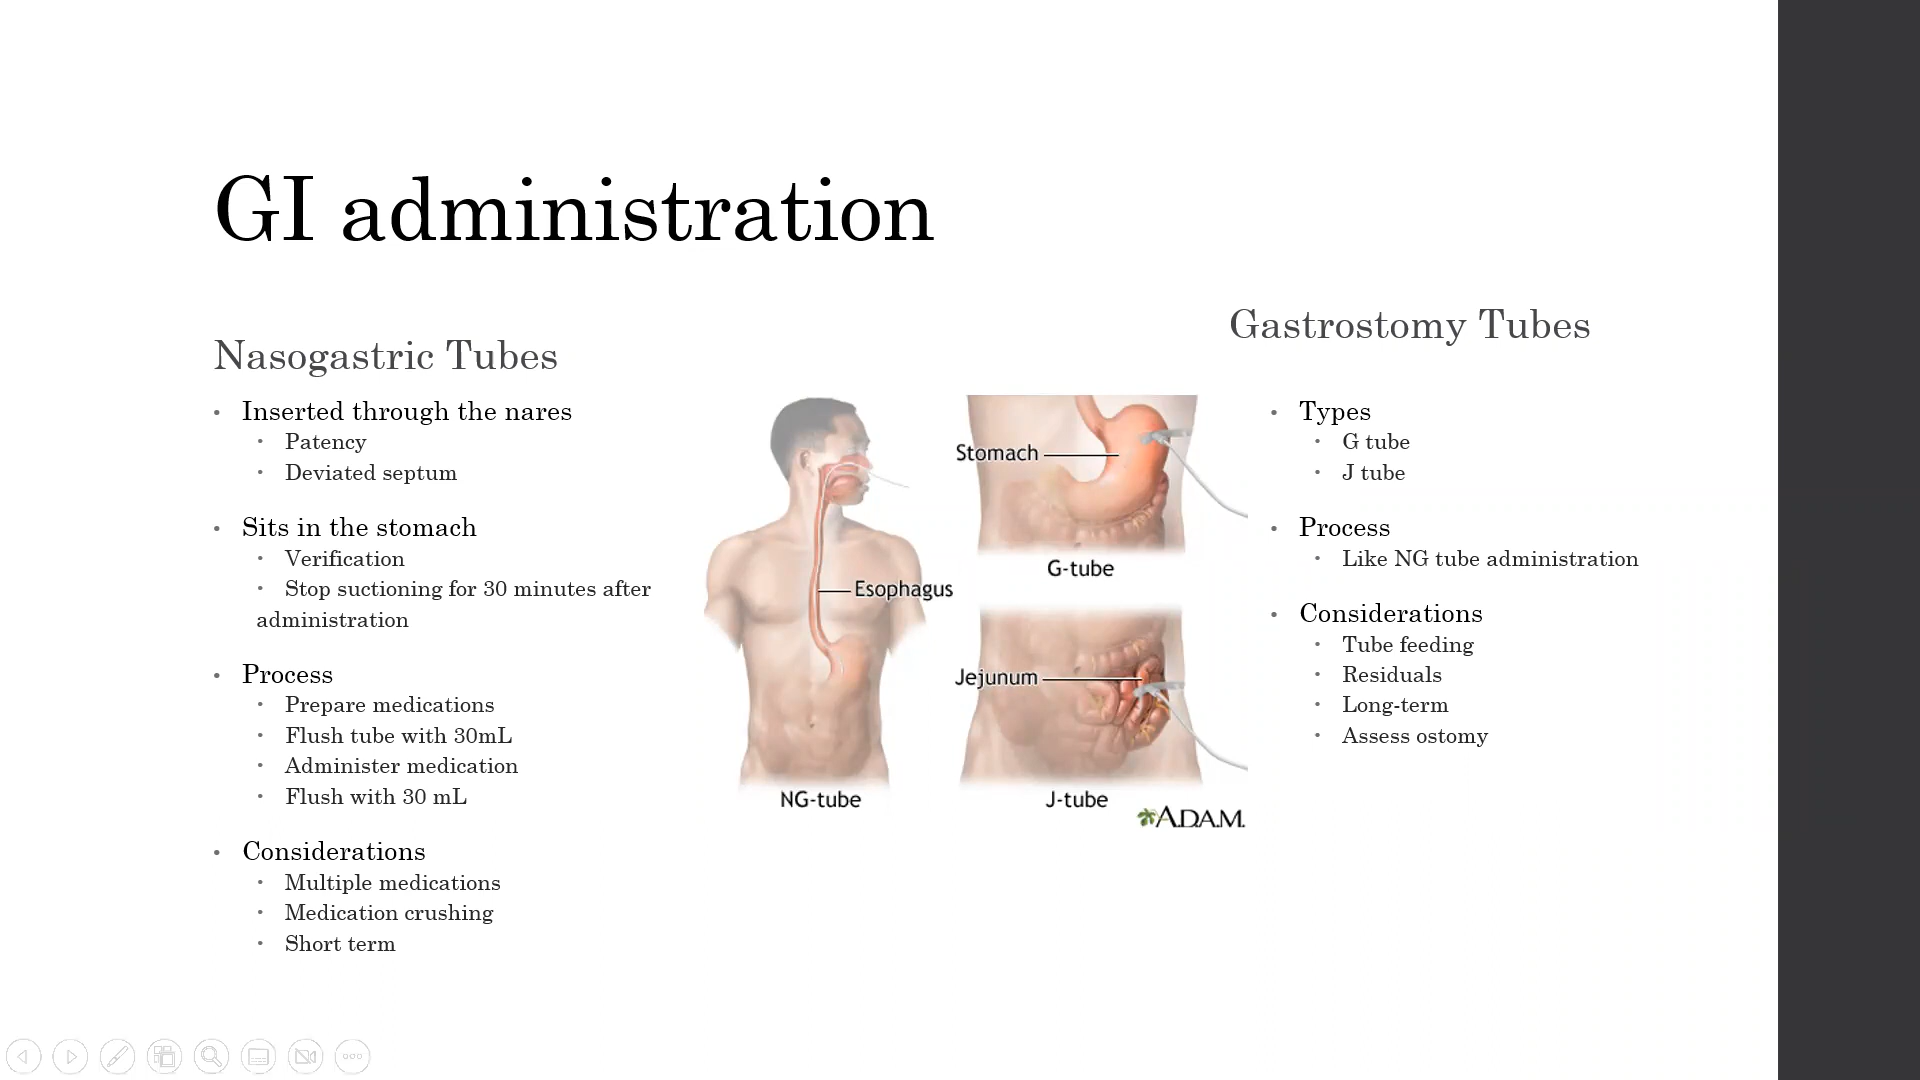 GI administration
Nasogastric Tubes
• Inserted through the nares
• Patency
• Deviated septum
• Sits in the stomach
• Verification
• Stop suctioning for 30 minutes after
administration
• Process
• Prepare medications
• Flush tube with 30mL
• Administer medication
• Flush with 30 mL
• Considerations
• Multiple medications
• Medication crushing
• Short term
Esophagus
NG-tube
Stomach
G-tube
Jejunum
J-tube
A.D.A.M.
Gastrostomy Tubes
• Types
• G tube
• J tube
• Process
• Like NG tube administration
• Considerations
• Tube feeding
• Residuals
• Long-term
• Assess ostomy